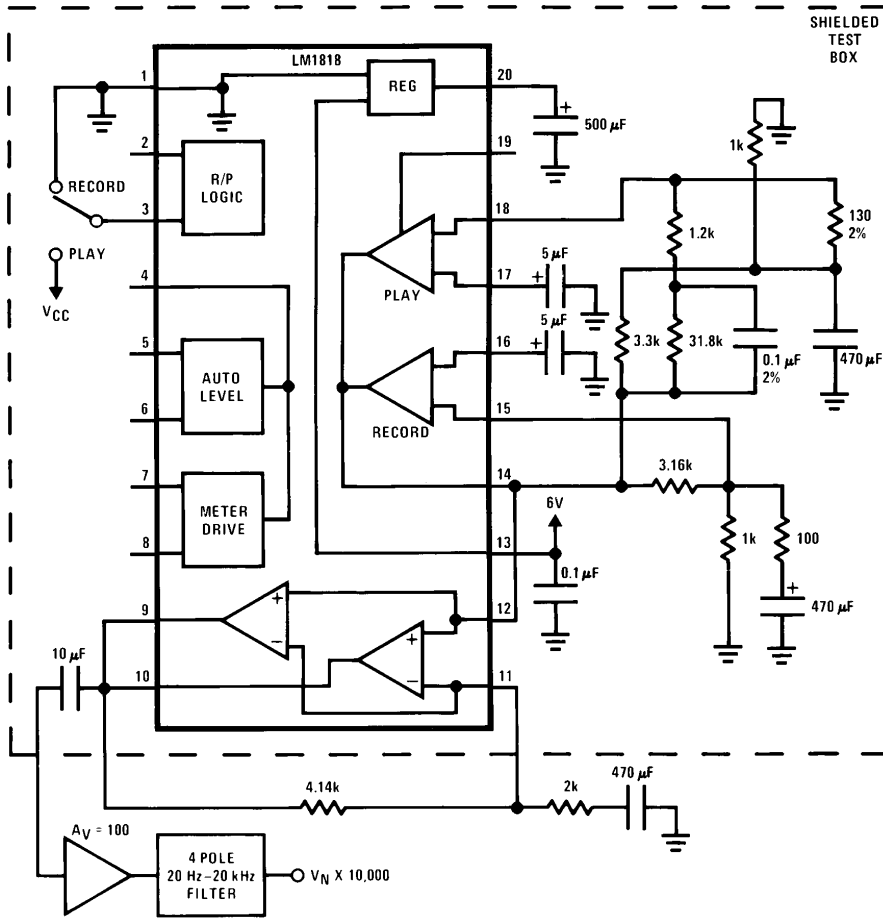 SHIELDED
TEST
BOX
LM1818
1
REG
20
+
500 µF
1k
2
R/P
LOGIC
19
RECORD
3
18
1.2k
130
2%
PLAY
VCC
4
PLAY
17
+
5 µF
5
AUTO
LEVEL
16
+
5 µF
3.3k
31.8k
0.1 µF
2%
470 µF
6
RECORD
15
7
METER
DRIVE
14
3.16k
6V
8
13
0.1 µF
1k
100
+
470 µF
9
+
−
12
10 µF
10
+
−
11
4.14k
2k
470 µF
AV = 100
4 POLE
20 Hz–20 kHz
FILTER
VN X 10,000